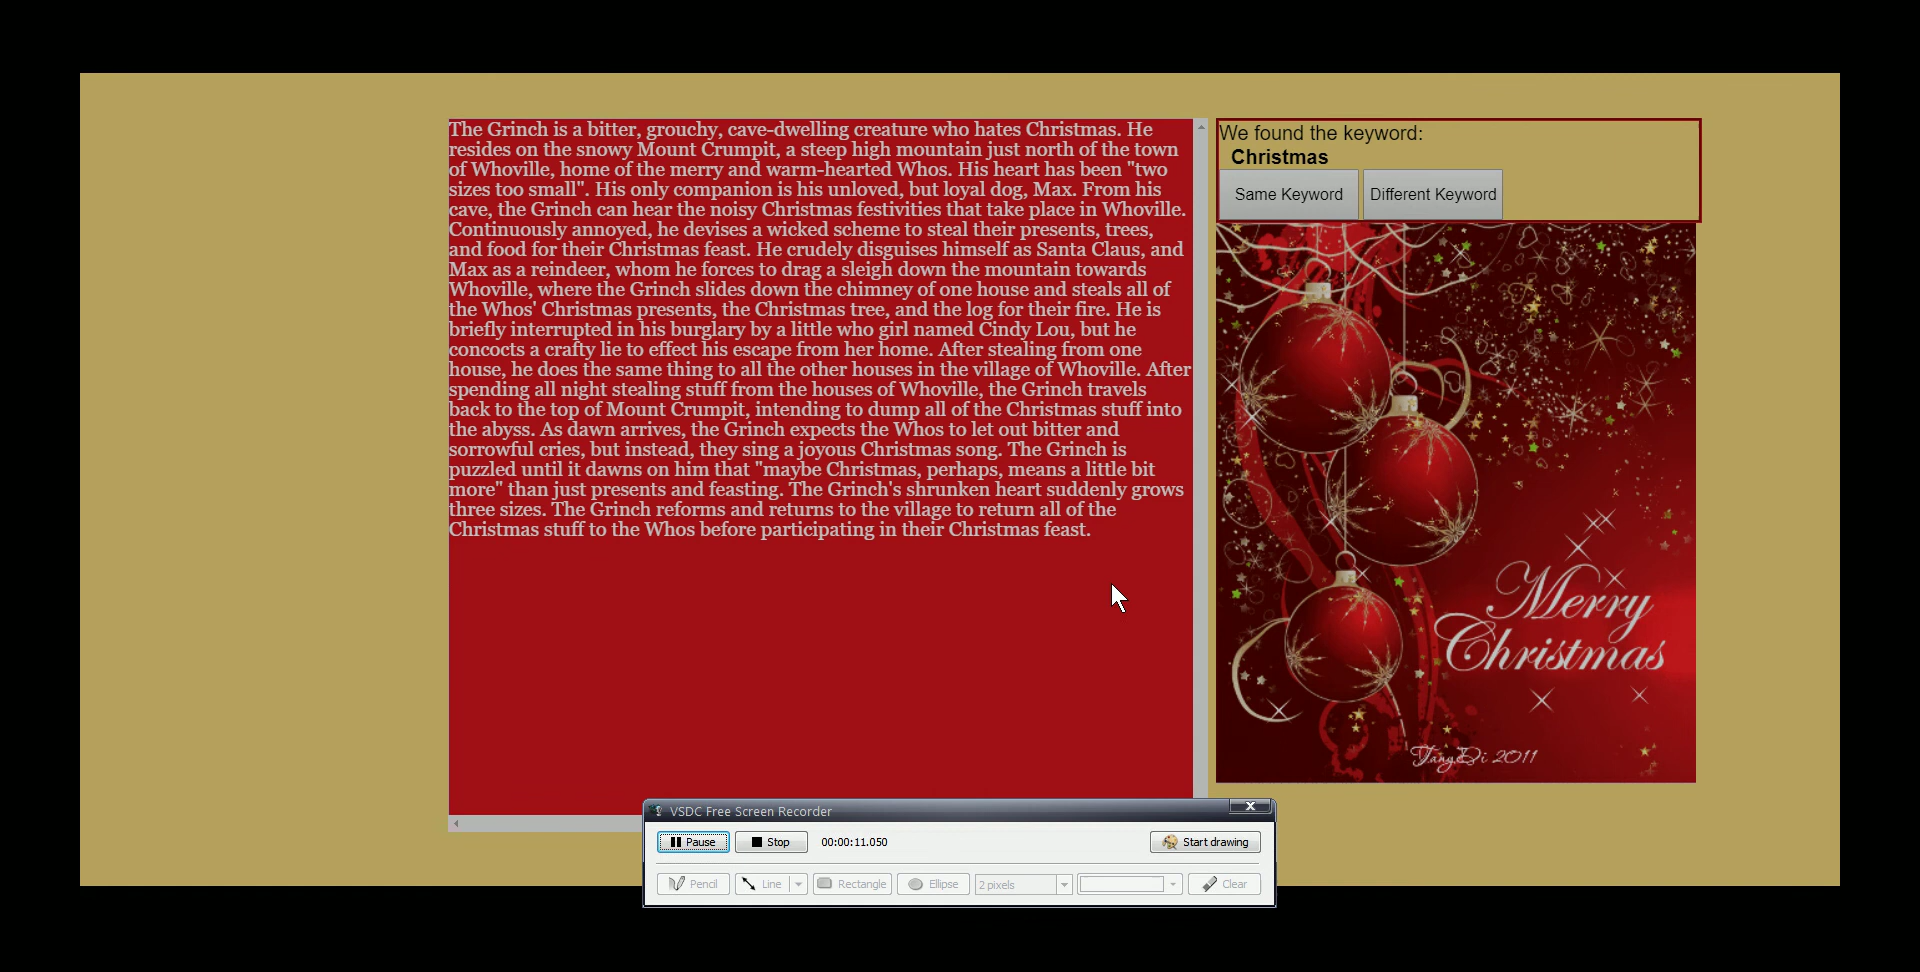 The Grinch is a bitter, grouchy, cave-dwelling creature who hates Christmas. He
resides on the snowy Mount Crumpit, a steep high mountain just north of the town
of Whoville, home of the merry and warm-hearted Whos. His heart has been "two
sizes too small". His only companion is his unloved, but loyal dog, Max. From his
cave, the Grinch can hear the noisy Christmas festivities that take place in Whoville.
Continuously annoyed, he devises a wicked scheme to steal their presents, trees,
and food for their Christmas feast. He crudely disguises himself as Santa Claus, and
Max as a reindeer, whom he forces to drag a sleigh down the mountain towards
Whoville, where the Grinch slides down the chimney of one house and steals all of
the Whos' Christmas presents, the Christmas tree, and the log for their fire. He is
briefly interrupted in his burglary by a little who girl named Cindy Lou, but he
concocts a crafty lie to effect his escape from her home. After stealing from one
house, he does the same thing to all the other houses in the village of Whoville. After
spending all night stealing stuff from the houses of Whoville, the Grinch travels
back to the top of Mount Crumpit, intending to dump all of the Christmas stuff into
the abyss. As dawn arrives, the Grinch expects the Whos to let out bitter and
sorrowful cries, but instead, they sing a joyous Christmas song. The Grinch is
puzzled until it dawns on him that "maybe Christmas, perhaps, means a little bit
more" than just presents and feasting. The Grinch's shrunken heart suddenly grows
three sizes. The Grinch reforms and returns to the village to return all of the
Christmas stuff to the Whos before participating in their Christmas feast.
We found the keyword:
Christmas
Same Keyword
Different Keyword
Merry
Christmas
TangDi 2011
VSDC Free Screen Recorder
Pause
Stop
00:00:11.050
Start drawing
Pencil
Line
Rectangle
Ellipse
2 pixels
Clear